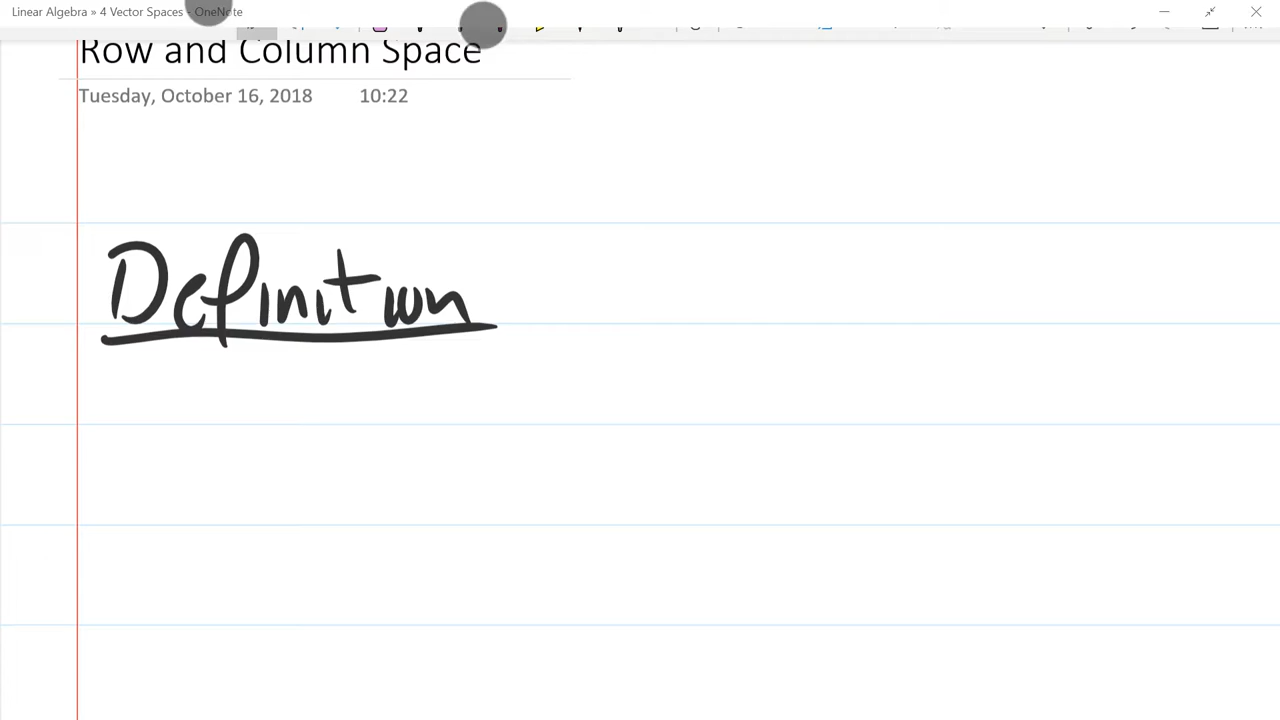 Linear Algebra » 4 Vector Spaces - OneNote
Row and Column Space
Tuesday, October 16, 2018 10:22
Definition